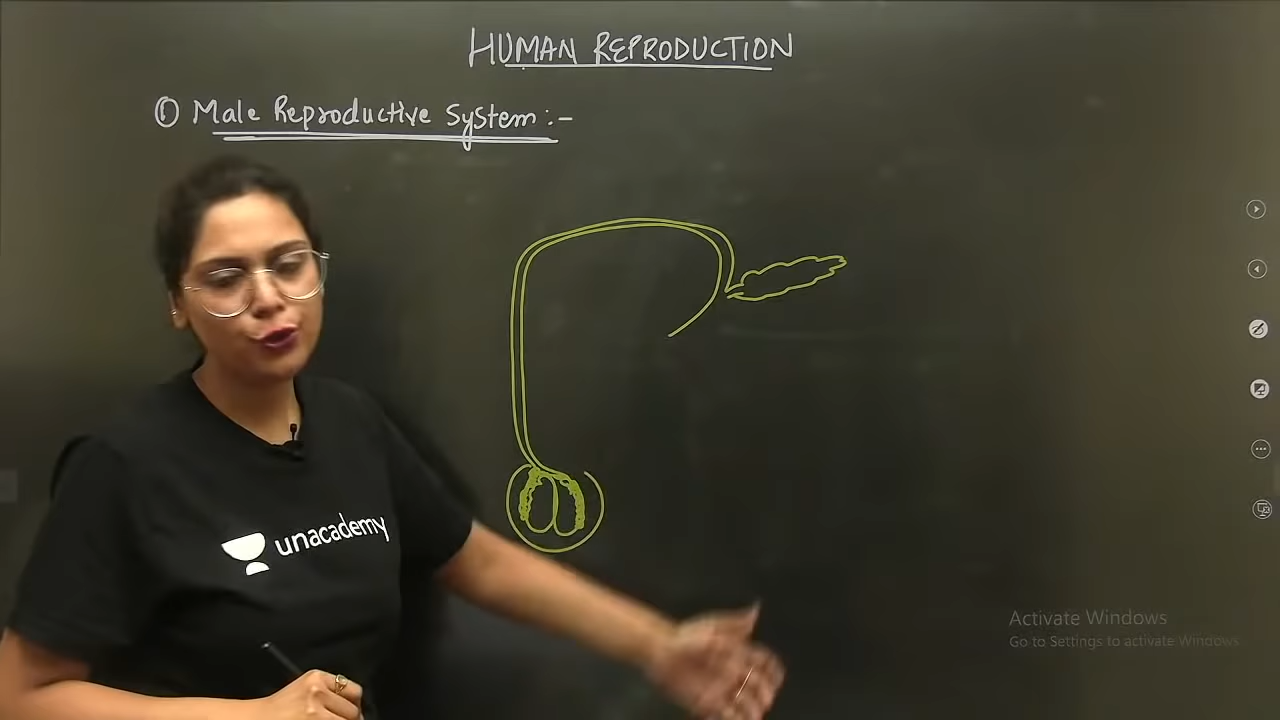 HUMAN REPRODUCTION
① Male Reproductive System :-
unacademy
Activate Windows
Go to Settings to activate Windows.